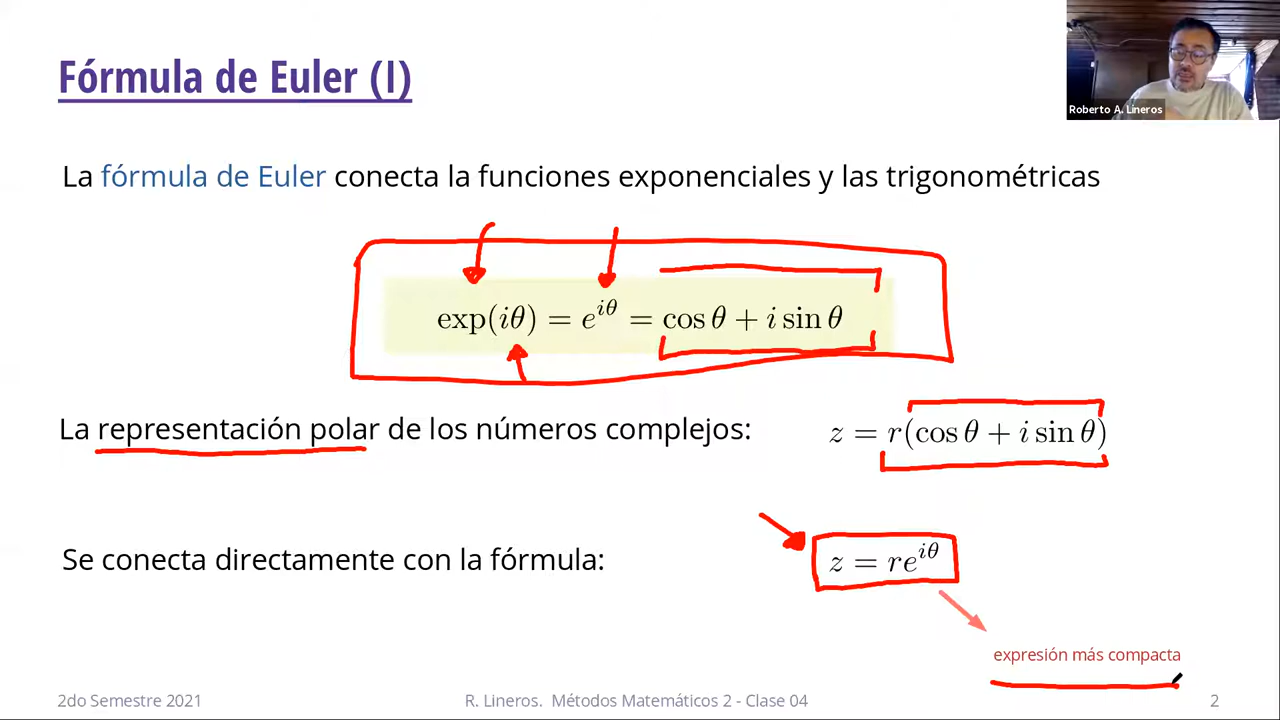 Fórmula de Euler (I)
Roberto A. Lineros
La fórmula de Euler conecta la funciones exponenciales y las trigonométricas
exp(iθ) = e^{iθ} = cos θ + i sin θ
La representación polar de los números complejos: z = r(cos θ + i sin θ)
Se conecta directamente con la fórmula: z = re^{iθ}
expresión más compacta
2do Semestre 2021 R. Lineros. Métodos Matemáticos 2 - Clase 04 2